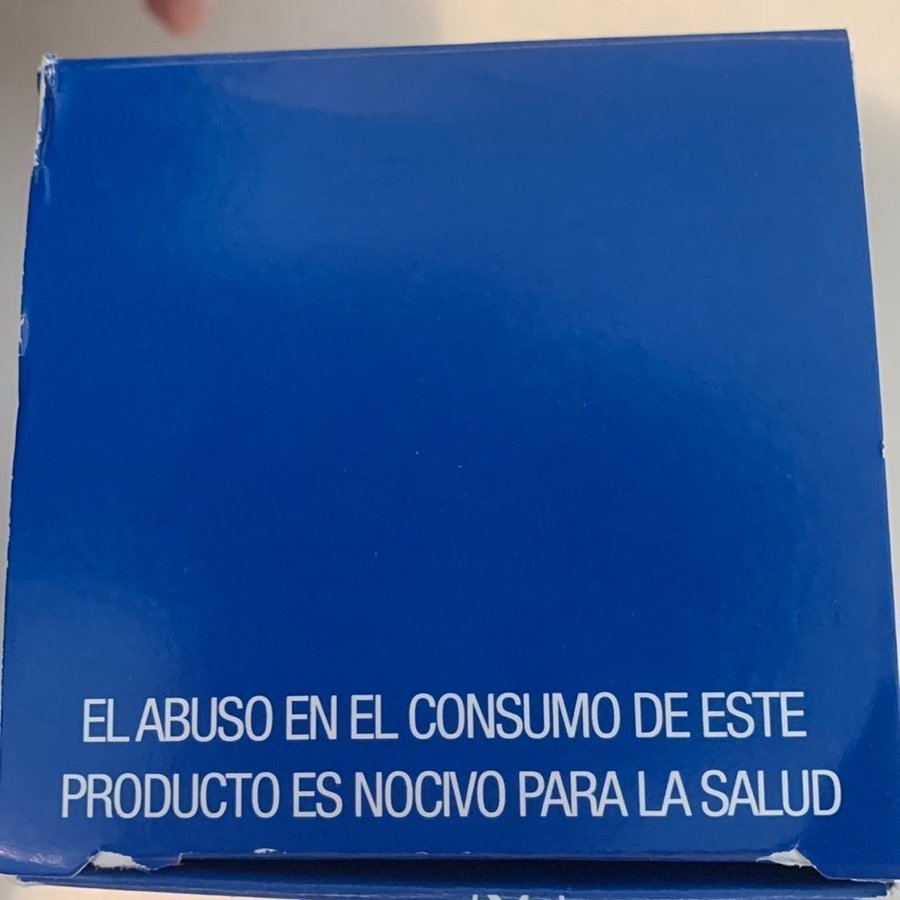 EL ABUSO EN EL CONSUMO DE ESTE
PRODUCTO ES NOCIVO PARA LA SALUD